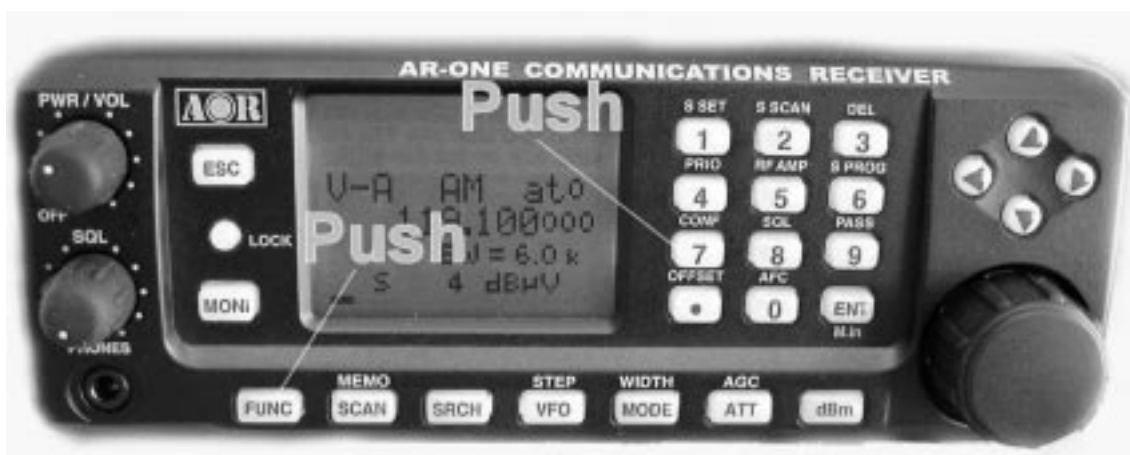 AR-ONE COMMUNICATIONS RECEIVER
PWR / VOL
AOR
Push
S SET
S SCAN
DEL
1
2
3
ESC
PRIO
RF AMP
S PROG
V-A AM ato
4
5
6
OFF
CONF
SQL
PASS
Push
SQL
LOCK
7
8
9
= 6.0 k
OFFSET
AFC
S 4 dBµV
MONi
•
0
ENT
M.in
PHONES
MEMO
STEP
WIDTH
AGC
FUNC
SCAN
SRCH
VFO
MODE
ATT
dBm